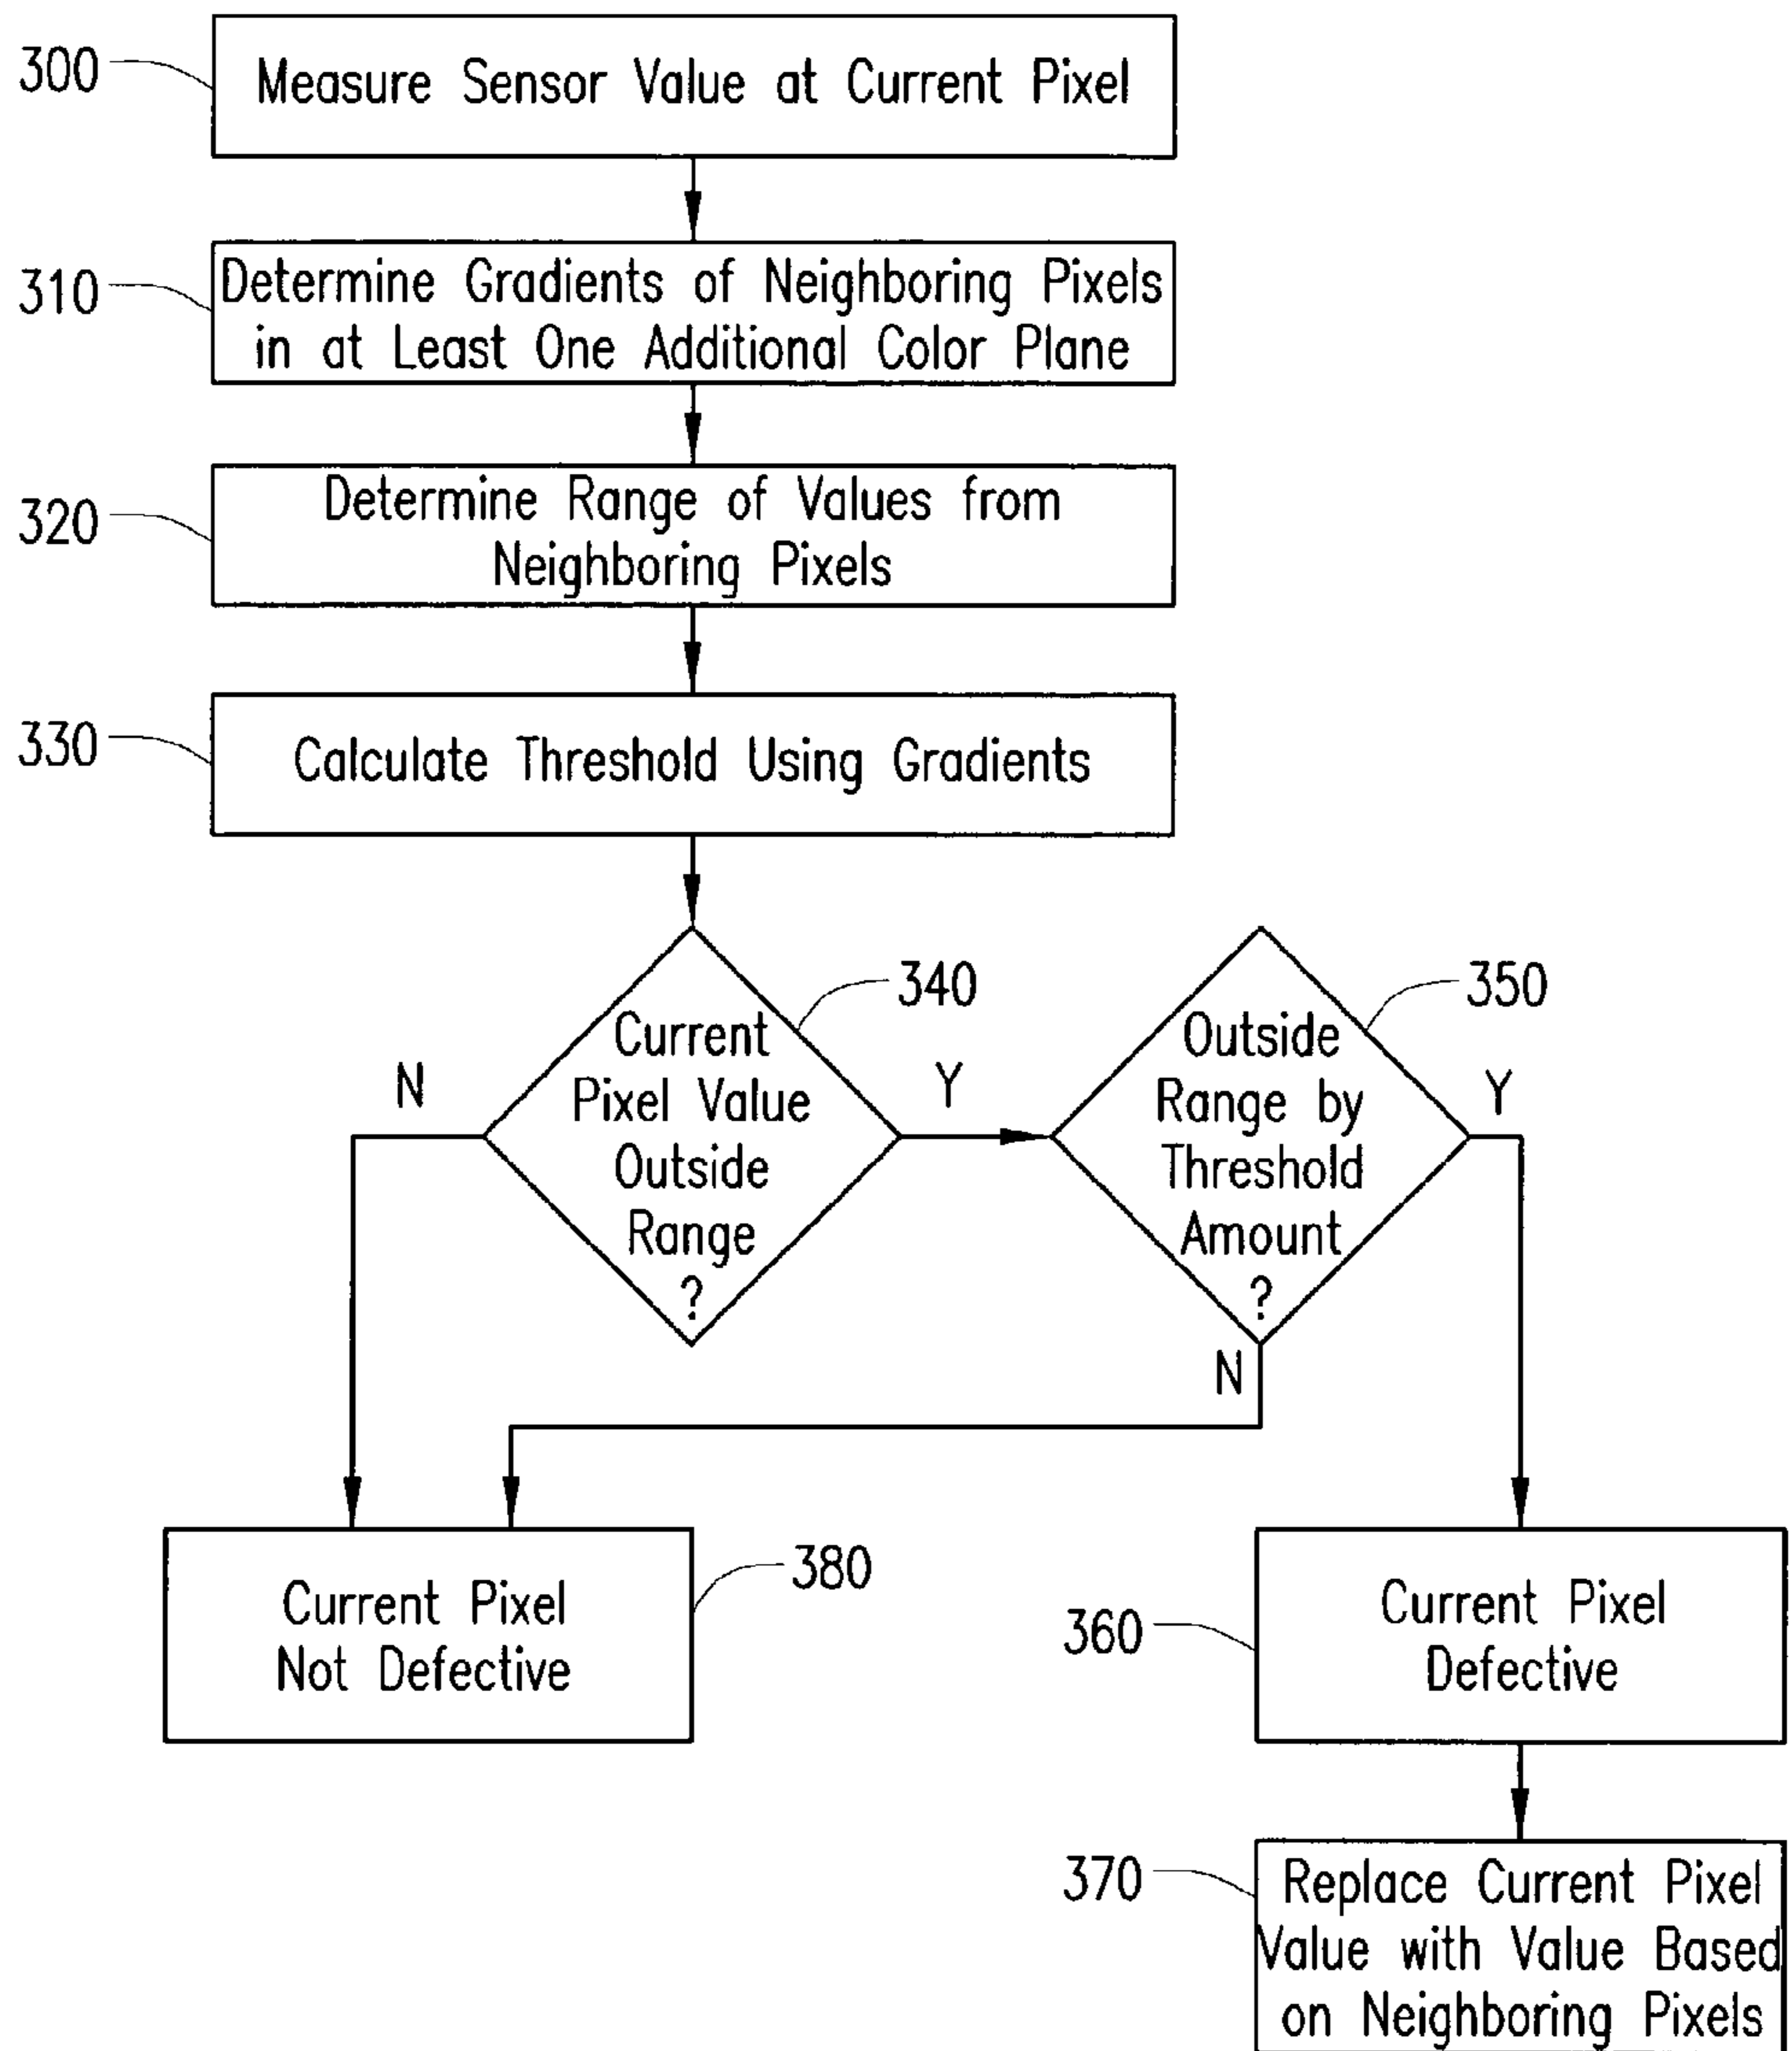 300
Measure Sensor Value at Current Pixel
310
Determine Gradients of Neighboring Pixels
in at Least One Additional Color Plane
320
Determine Range of Values from
Neighboring Pixels
330
Calculate Threshold Using Gradients
340
Current
Pixel Value
Outside
Range
?
N
Y
350
Outside
Range by
Threshold
Amount
?
Y
N
380
Current Pixel
Not Defective
360
Current Pixel
Defective
370
Replace Current Pixel
Value with Value Based
on Neighboring Pixels